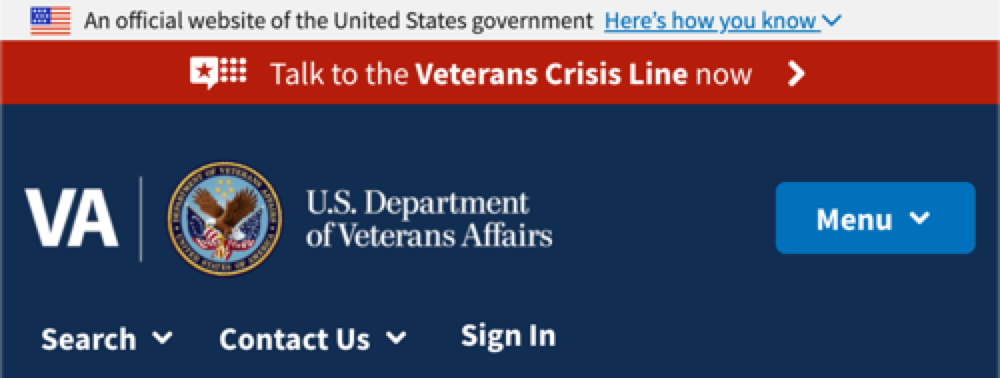 An official website of the United States government Here's how you know
Talk to the Veterans Crisis Line now
VA
DEPARTMENT OF VETERANS AFFAIRS
UNITED STATES OF AMERICA
U.S. Department
of Veterans Affairs
Menu
Search Contact Us Sign In